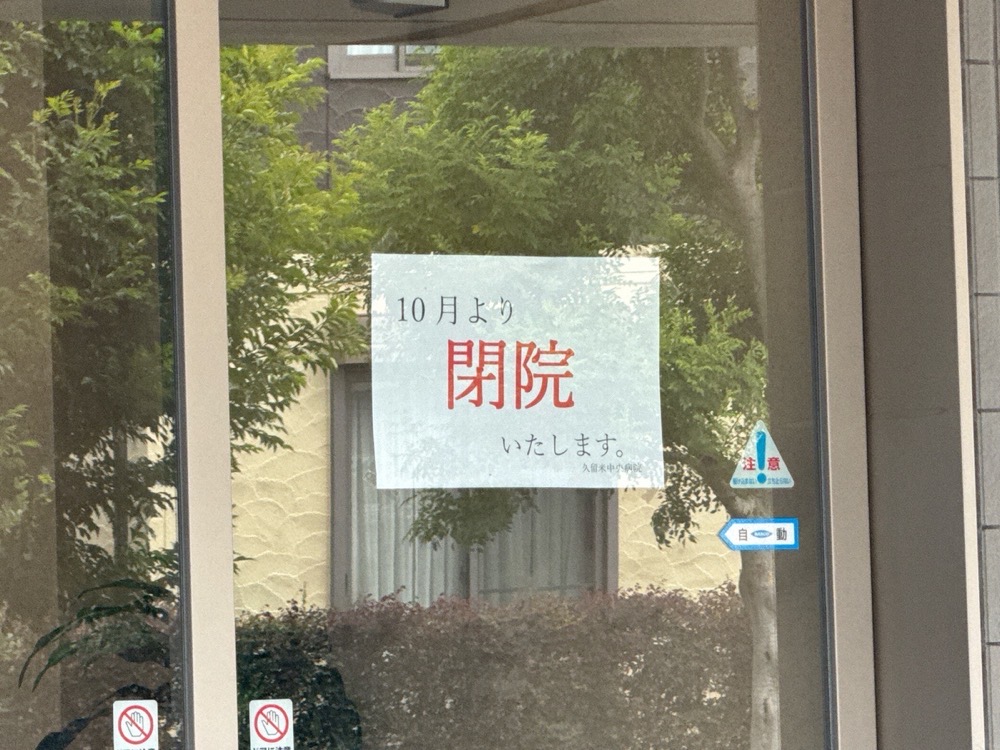 10月より
閉院
いたします。
久留米中央病院
注意
自動